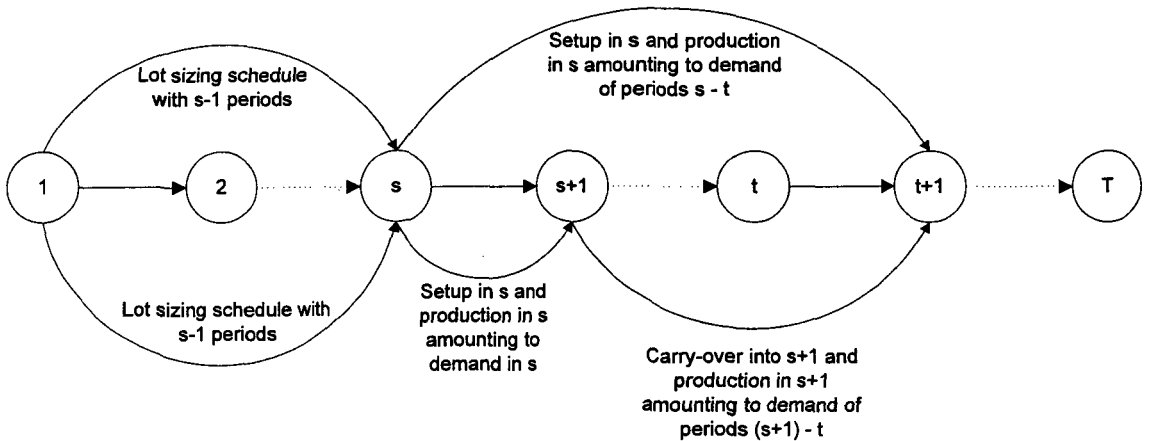 Setup in s and production
in s amounting to demand
of periods s - t
Lot sizing schedule
with s-1 periods
1
2
s
s+1
t
t+1
T
Lot sizing schedule with
s-1 periods
Setup in s and
production in s
amounting to
demand in s
Carry-over into s+1 and
production in s+1
amounting to demand of
periods (s+1) - t